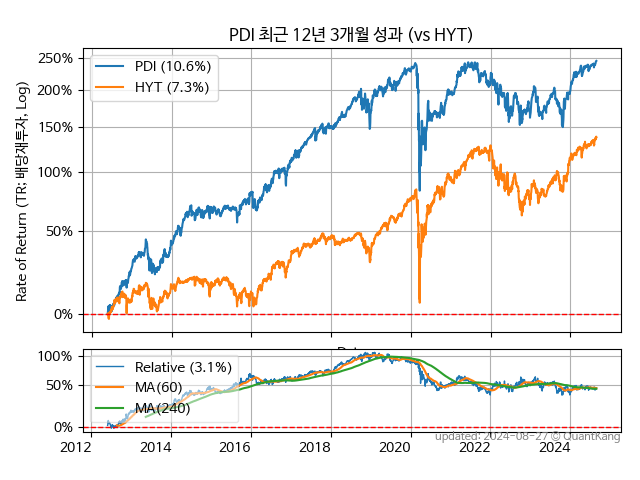 PDI 최근 12년 3개월 성과 (vs HYT)
Rate of Return (TR: 배당재투자, Log)
250%
200%
150%
100%
50%
0%
PDI (10.6%)
HYT (7.3%)
100%
50%
0%
Relative (3.1%)
MA(60)
MA(240)
2012
2014
2016
2018
2020
2022
2024
updated: 2024-08-27 © QuantKang